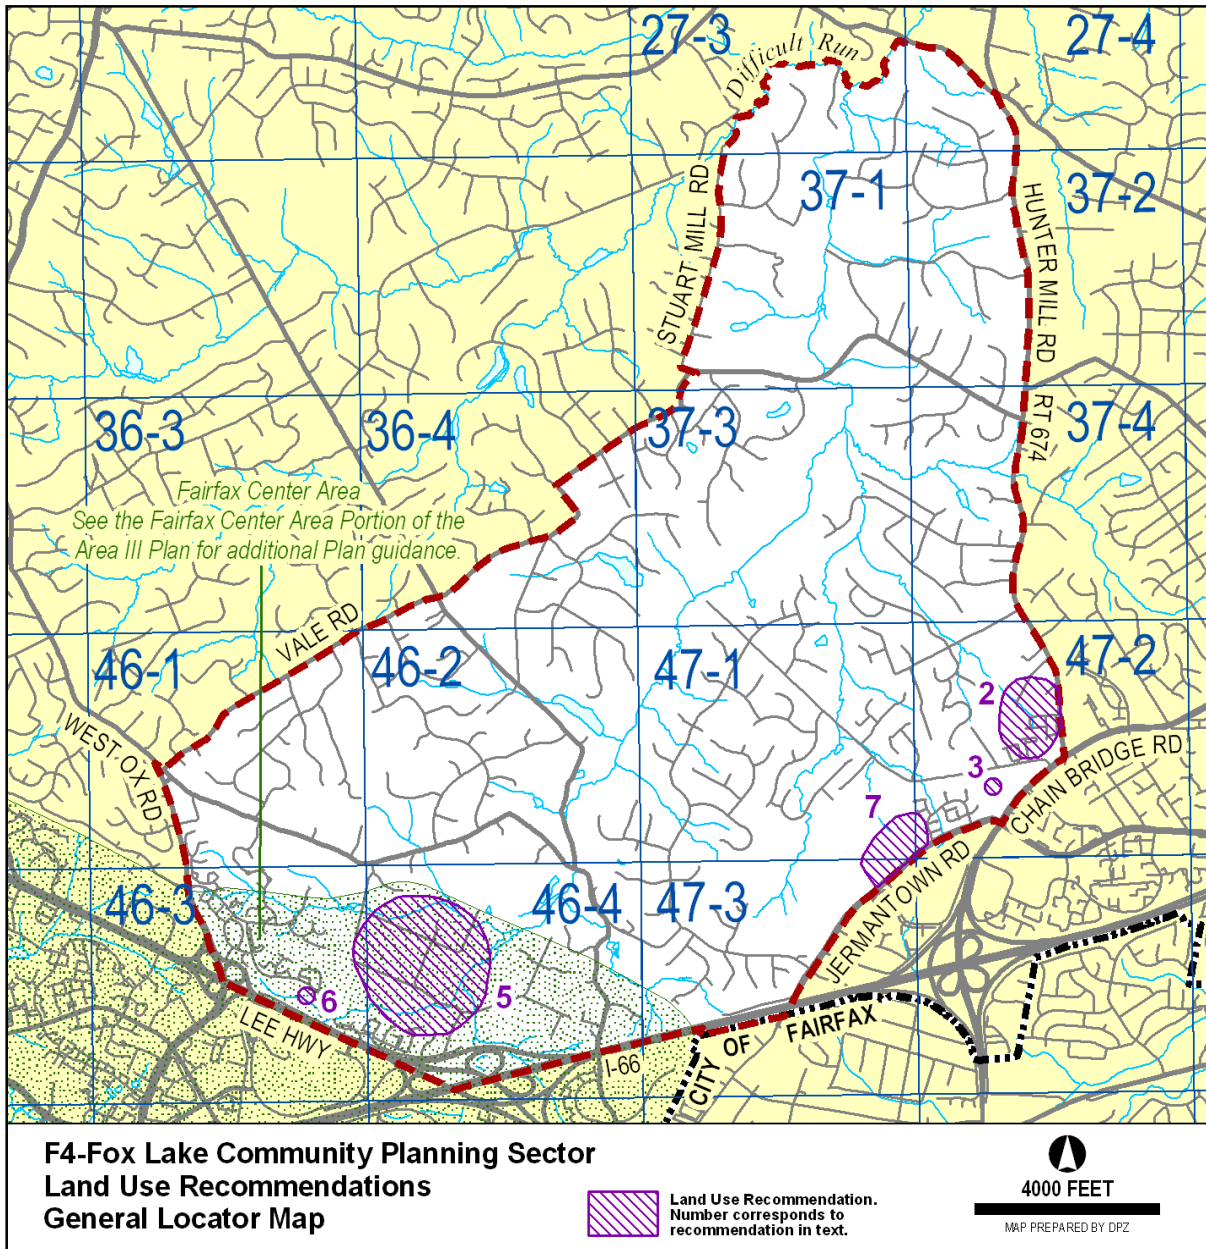 27-3
27-4
Difficult Run
37-1
37-2
STUART MILL RD
HUNTER MILL RD
RT 674
36-3
36-4
37-3
37-4
Fairfax Center Area
See the Fairfax Center Area Portion of the
Area III Plan for additional Plan guidance.
VALE RD
46-1
46-2
47-1
47-2
2
WEST OX RD
3
CHAIN BRIDGE RD
7
JERMANTOWN RD
46-3
46-4
47-3
5
6
LEE HWY
I-66
CITY OF FAIRFAX
F4-Fox Lake Community Planning Sector
Land Use Recommendations
General Locator Map
Land Use Recommendation.
Number corresponds to
recommendation in text.
4000 FEET
MAP PREPARED BY DPZ